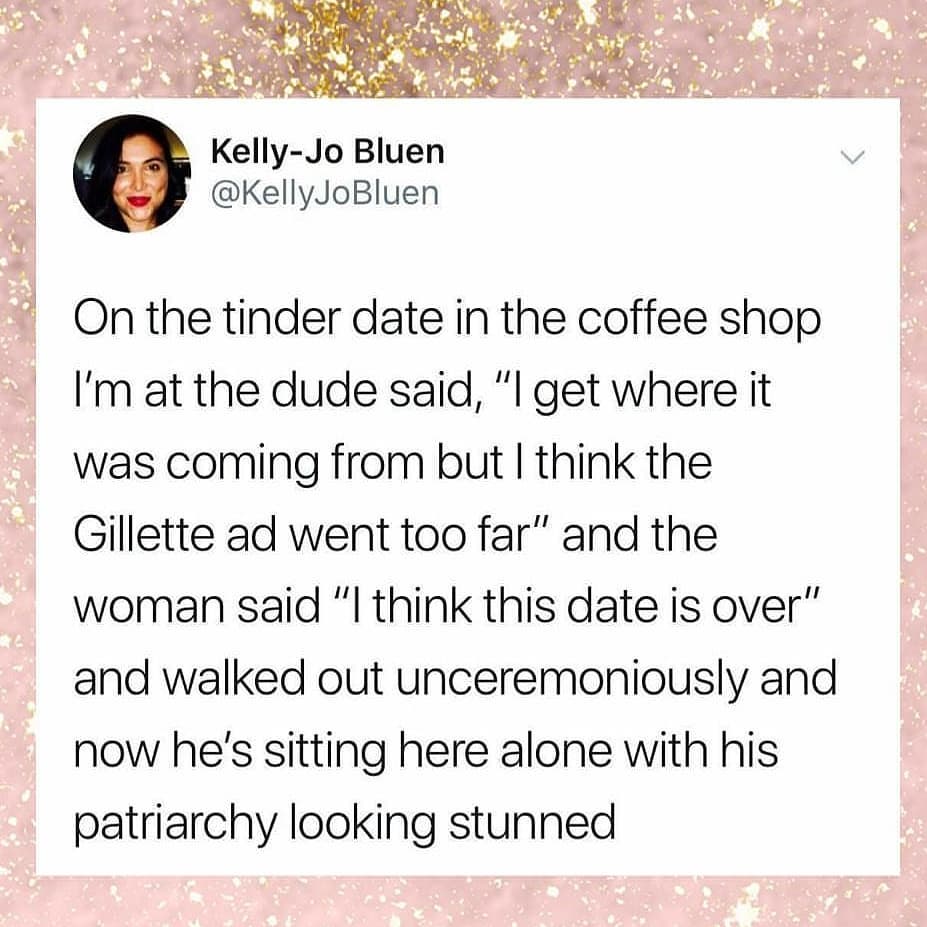 Kelly-Jo Bluen
@KellyJoBluen
On the tinder date in the coffee shop
I'm at the dude said, "I get where it
was coming from but I think the
Gillette ad went too far" and the
woman said "I think this date is over"
and walked out unceremoniously and
now he's sitting here alone with his
patriarchy looking stunned